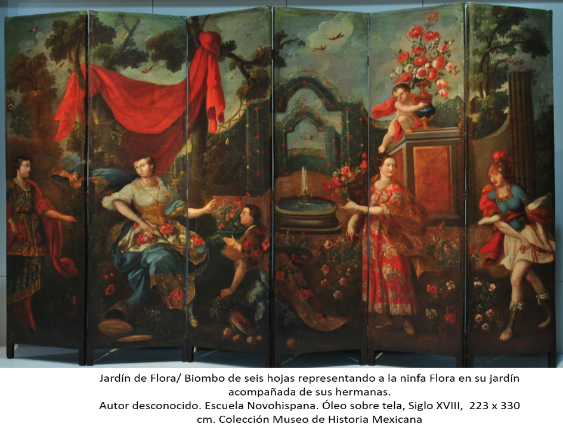 Jardín de Flora/ Biombo de seis hojas representando a la ninfa Flora en su jardín
acompañada de sus hermanas.
Autor desconocido. Escuela Novohispana. Óleo sobre tela, Siglo XVIII, 223 x 330
cm. Colección Museo de Historia Mexicana